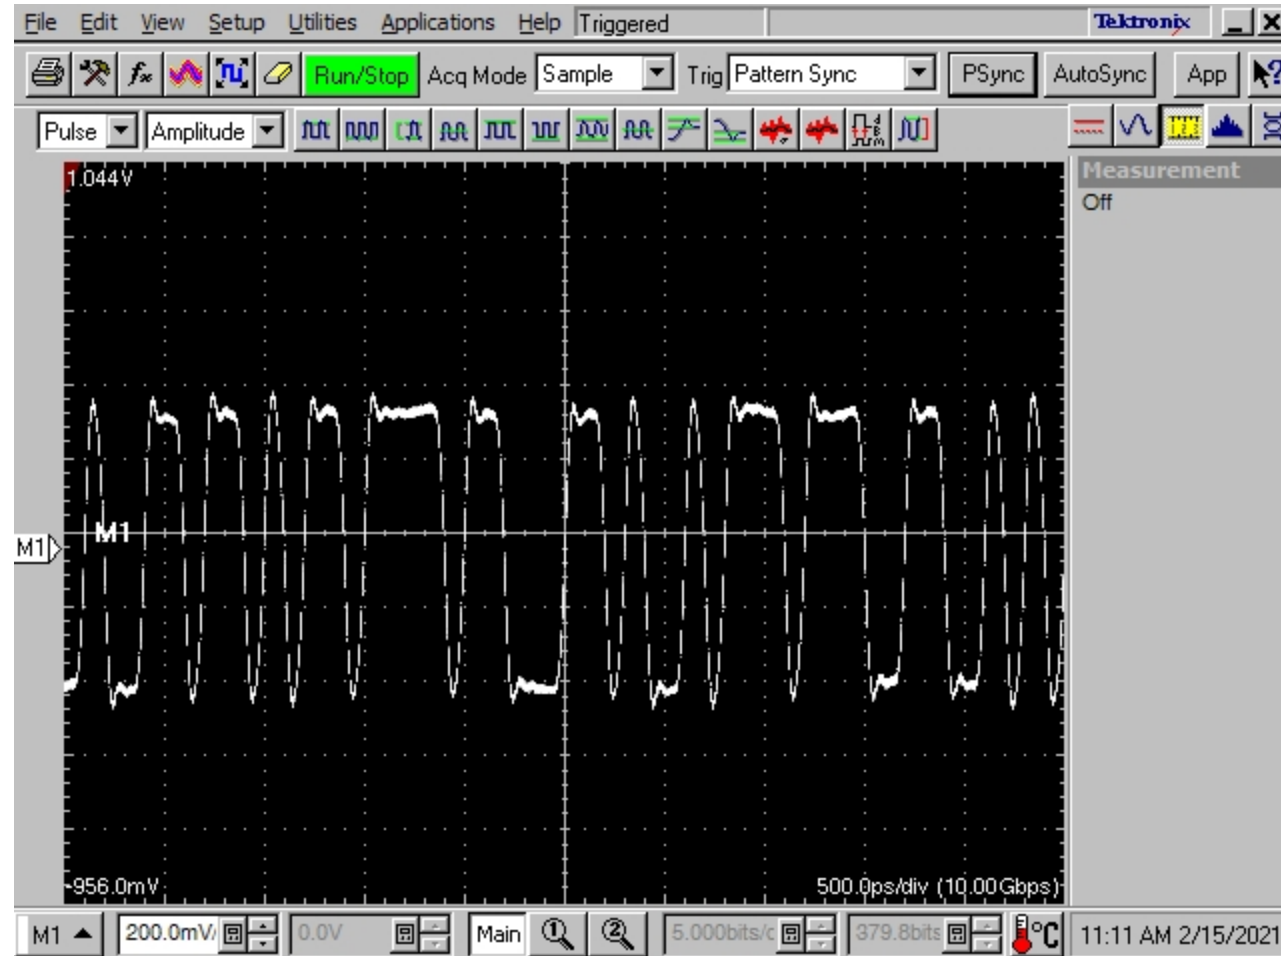 File Edit View Setup Utilities Applications Help Triggered Tektronix
Run/Stop Acq Mode Sample Trig Pattern Sync PSync AutoSync App
Pulse Amplitude
1.044V
Measurement
Off
M1
M1
-956.0mV
500.0ps/div (10.00Gbps)
M1 200.0mV/ 0.0V Main 1 2 5.000bits/c 379.8bits °C 11:11 AM 2/15/2021